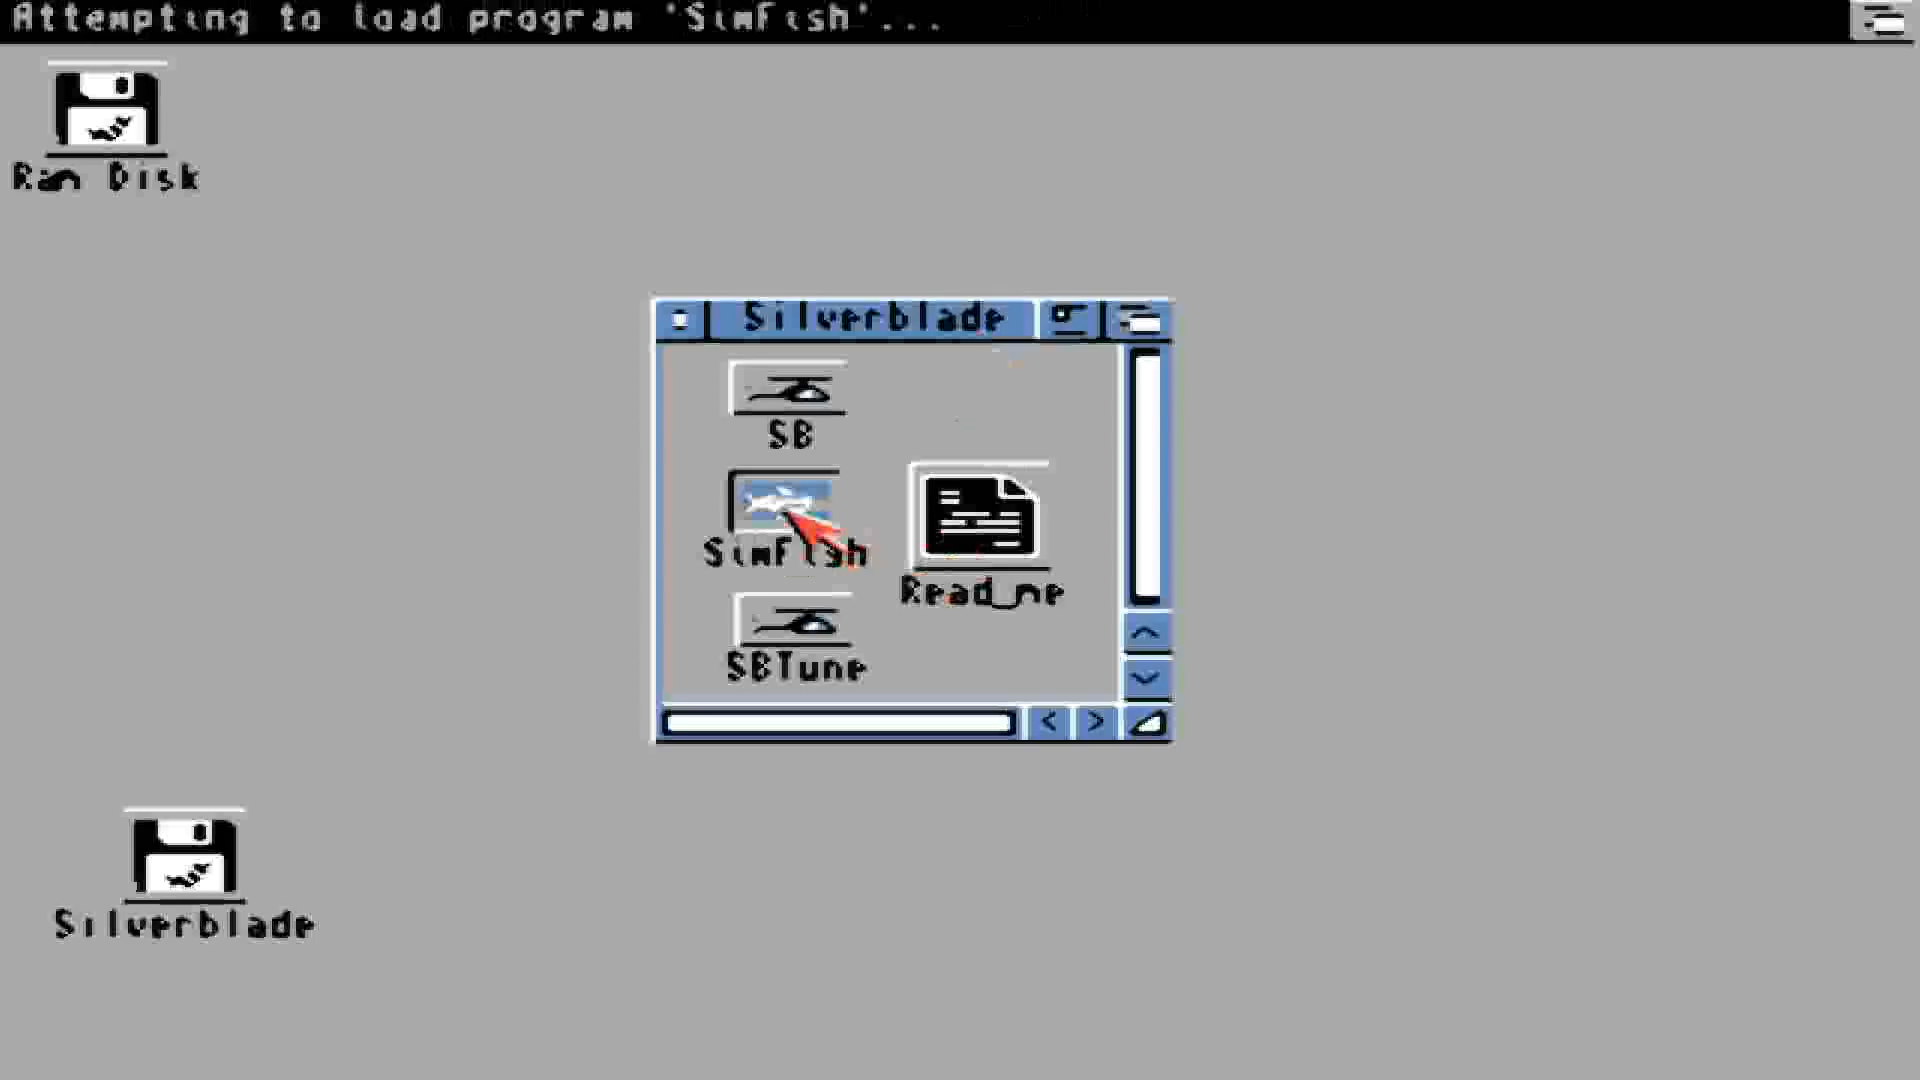 Attempting to load program 'SimFish'...
Ram Disk
Silverblade
SB
SimFish
Read_me
SBTune
Silverblade